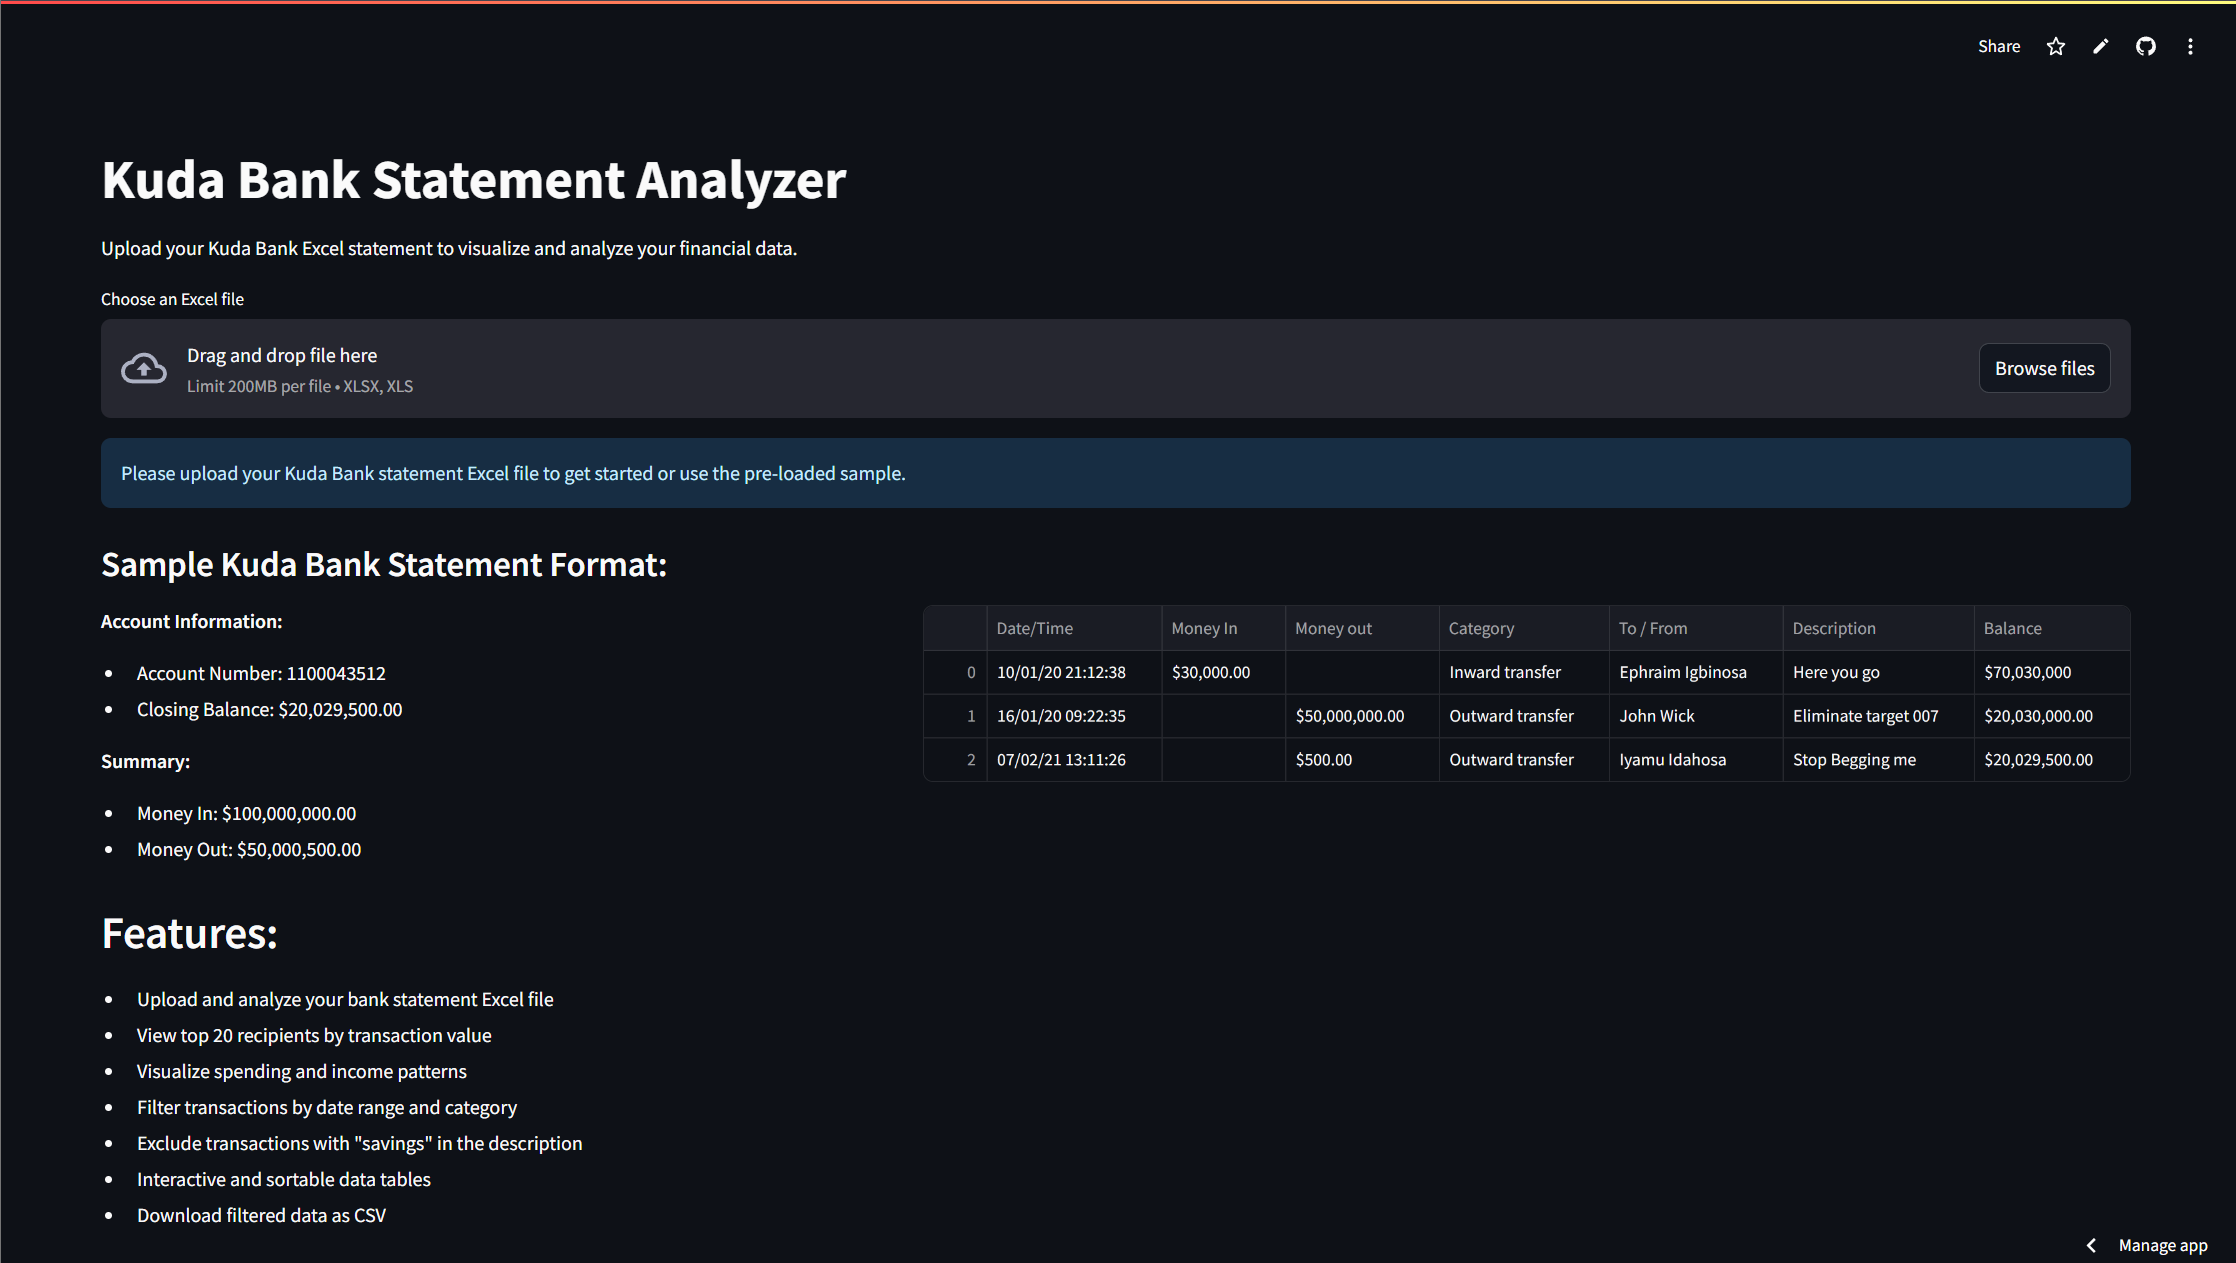 Share
Kuda Bank Statement Analyzer
Upload your Kuda Bank Excel statement to visualize and analyze your financial data.
Choose an Excel file
Drag and drop file here
Limit 200MB per file • XLSX, XLS
Browse files
Please upload your Kuda Bank statement Excel file to get started or use the pre-loaded sample.
Sample Kuda Bank Statement Format:
Account Information:
• Account Number: 1100043512
• Closing Balance: $20,029,500.00
Summary:
• Money In: $100,000,000.00
• Money Out: $50,000,500.00
Date/Time Money In Money out Category To / From Description Balance
0 10/01/20 21:12:38 $30,000.00 Inward transfer Ephraim Igbinosa Here you go $70,030,000
1 16/01/20 09:22:35 $50,000,000.00 Outward transfer John Wick Eliminate target 007 $20,030,000.00
2 07/02/21 13:11:26 $500.00 Outward transfer Iyamu Idahosa Stop Begging me $20,029,500.00
Features:
• Upload and analyze your bank statement Excel file
• View top 20 recipients by transaction value
• Visualize spending and income patterns
• Filter transactions by date range and category
• Exclude transactions with "savings" in the description
• Interactive and sortable data tables
• Download filtered data as CSV
Manage app